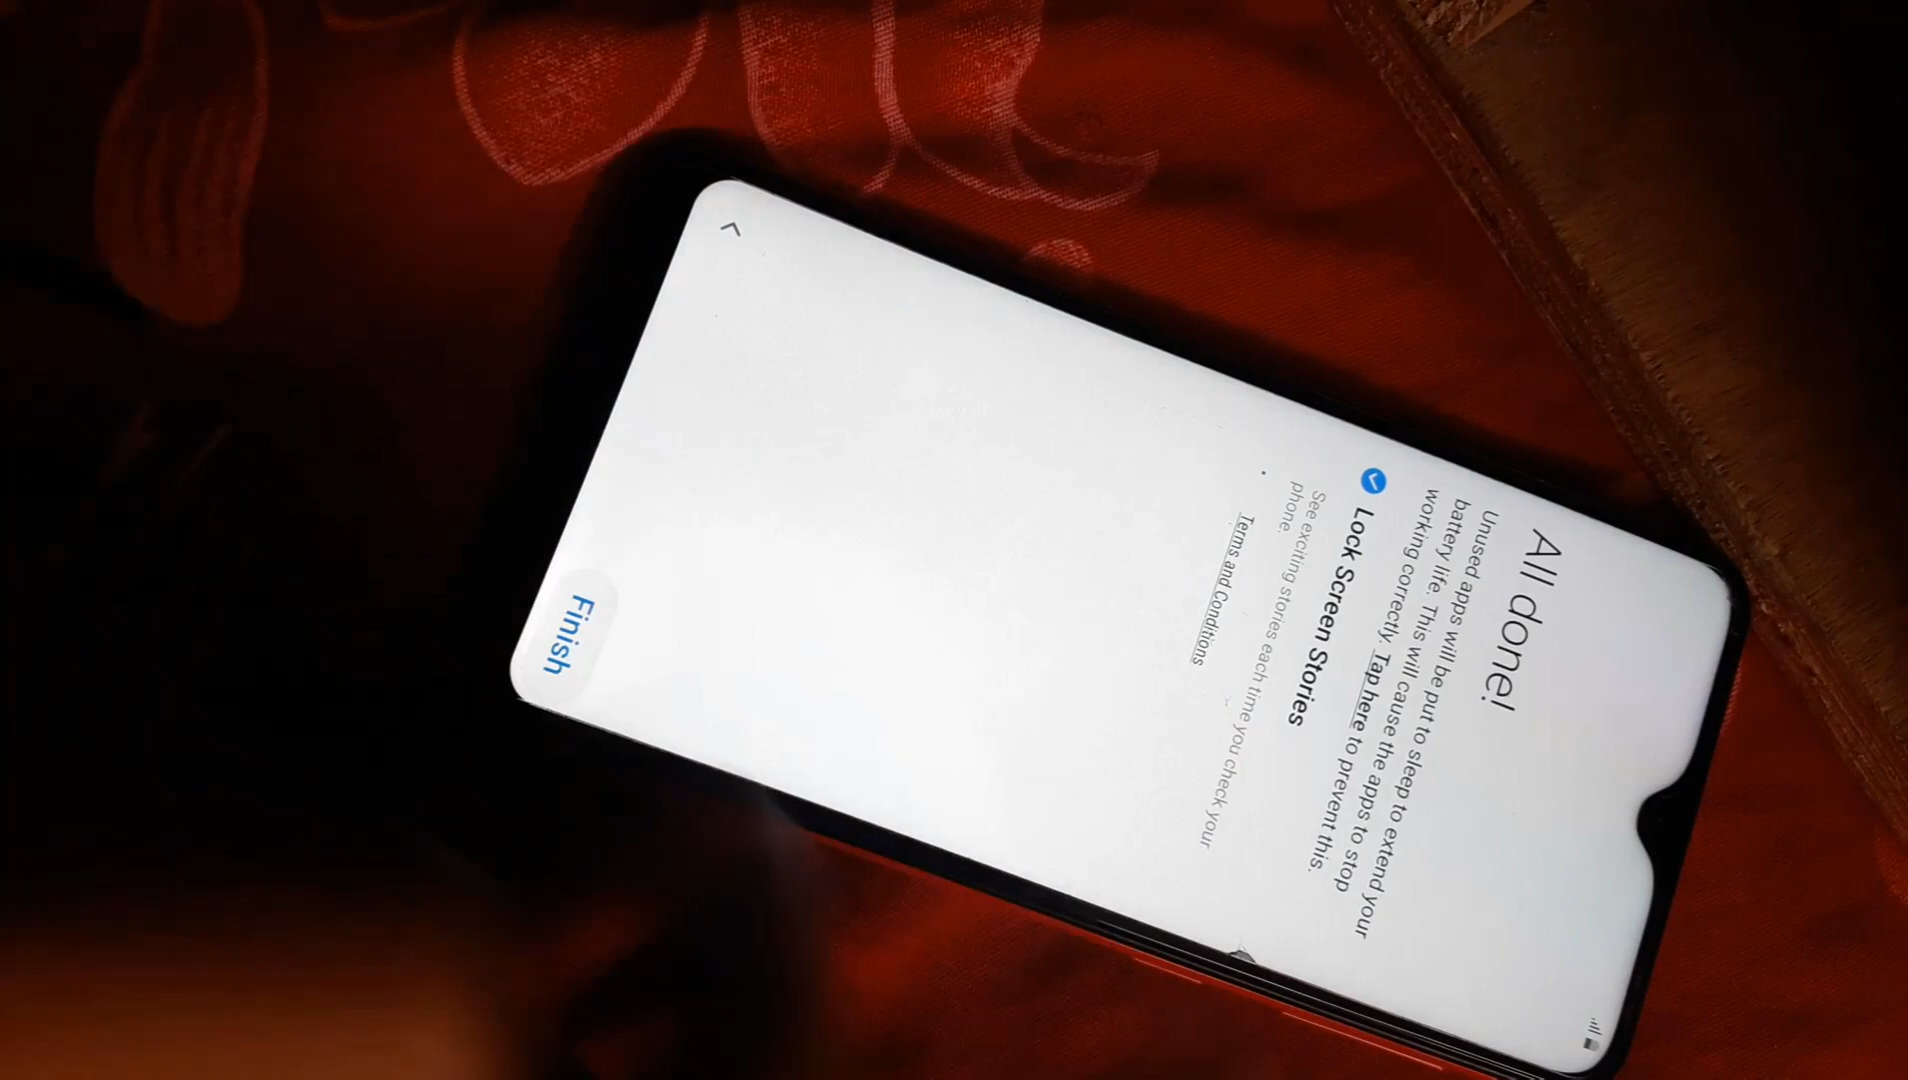 All done!
Unused apps will be put to sleep to extend your
battery life. This will cause the apps to stop
working correctly. Tap here to prevent this.
Lock Screen Stories
See exciting stories each time you check your
phone.
Terms and Conditions
Finish